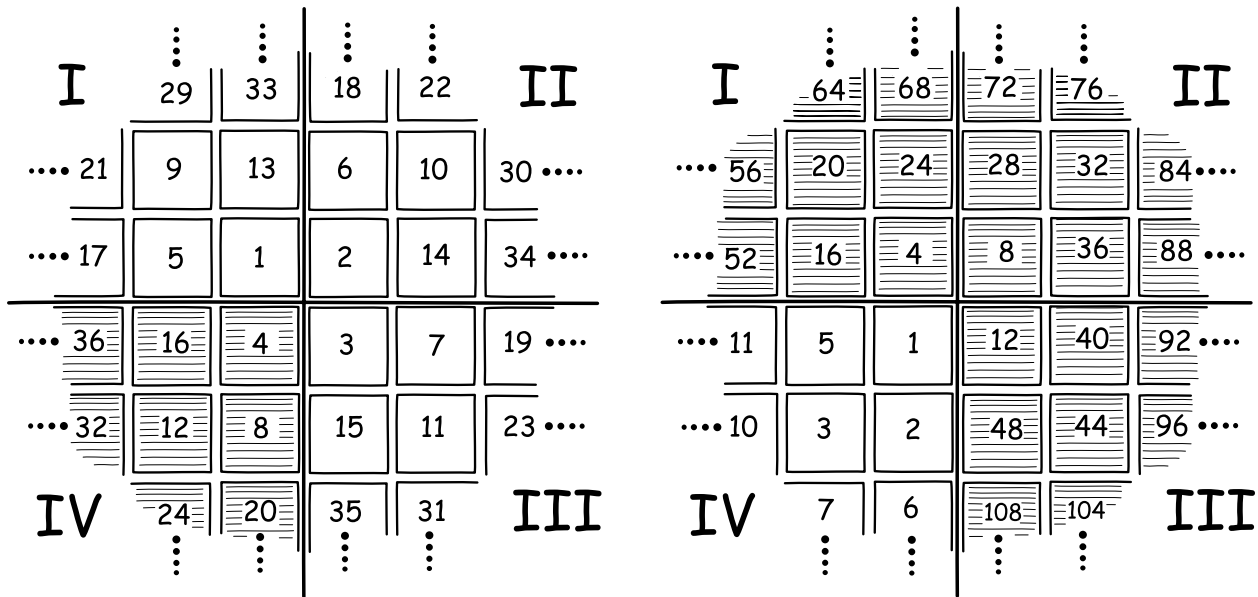 I 29 33 18 22 II
21 9 13 6 10 30
17 5 1 2 14 34
36 16 4 3 7 19
32 12 8 15 11 23
IV 24 20 35 31 III
I 64 68 72 76 II
56 20 24 28 32 84
52 16 4 8 36 88
11 5 1 12 40 92
10 3 2 48 44 96
IV 7 6 108 104 III